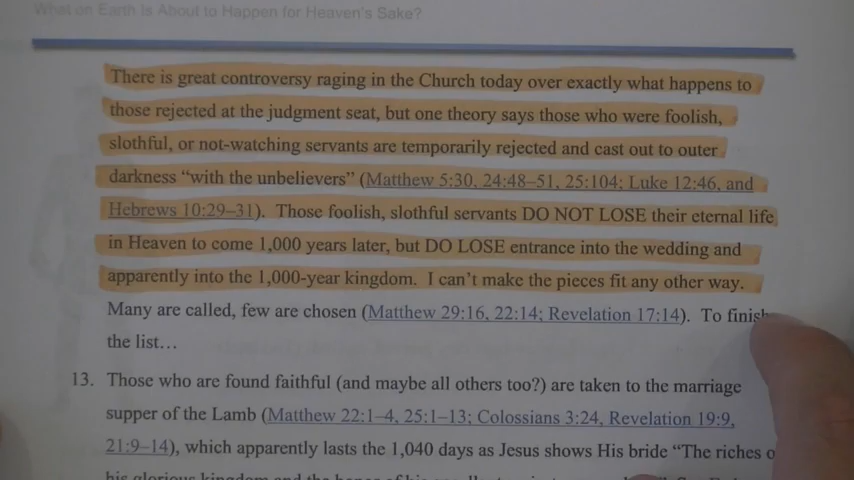 What on Earth Is About to Happen for Heaven's Sake?
There is great controversy raging in the Church today over exactly what happens to
those rejected at the judgment seat, but one theory says those who were foolish,
slothful, or not-watching servants are temporarily rejected and cast out to outer
darkness “with the unbelievers” (Matthew 5:30, 24:48–51, 25:104; Luke 12:46, and
Hebrews 10:29–31). Those foolish, slothful servants DO NOT LOSE their eternal life
in Heaven to come 1,000 years later, but DO LOSE entrance into the wedding and
apparently into the 1,000-year kingdom. I can’t make the pieces fit any other way.
Many are called, few are chosen (Matthew 29:16, 22:14; Revelation 17:14). To finish
the list…
13. Those who are found faithful (and maybe all others too?) are taken to the marriage
supper of the Lamb (Matthew 22:1–4, 25:1–13; Colossians 3:24, Revelation 19:9,
21:9–14), which apparently lasts the 1,040 days as Jesus shows His bride “The riches o
his glorious kingdom and the honor of his